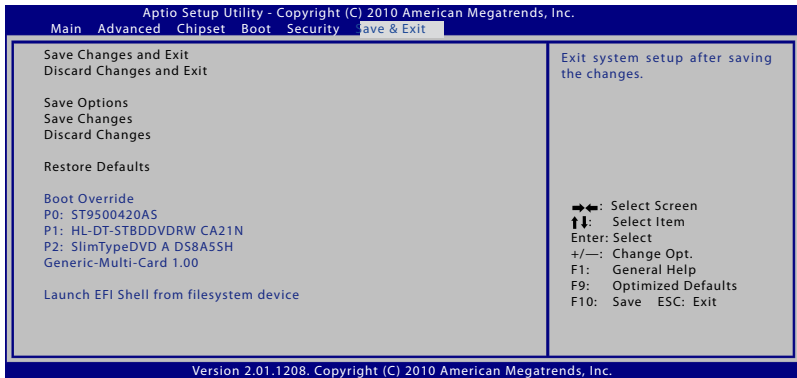 Aptio Setup Utility - Copyright (C) 2010 American Megatrends, Inc.
Main Advanced Chipset Boot Security Save & Exit
Save Changes and Exit
Discard Changes and Exit
Save Options
Save Changes
Discard Changes
Restore Defaults
Boot Override
P0: ST9500420AS
P1: HL-DT-STBDDVDRW CA21N
P2: SlimTypeDVD A DS8A5SH
Generic-Multi-Card 1.00
Launch EFI Shell from filesystem device
Exit system setup after saving
the changes.
➡⬅: Select Screen
⬆⬇: Select Item
Enter: Select
+/—: Change Opt.
F1: General Help
F9: Optimized Defaults
F10: Save ESC: Exit
Version 2.01.1208. Copyright (C) 2010 American Megatrends, Inc.